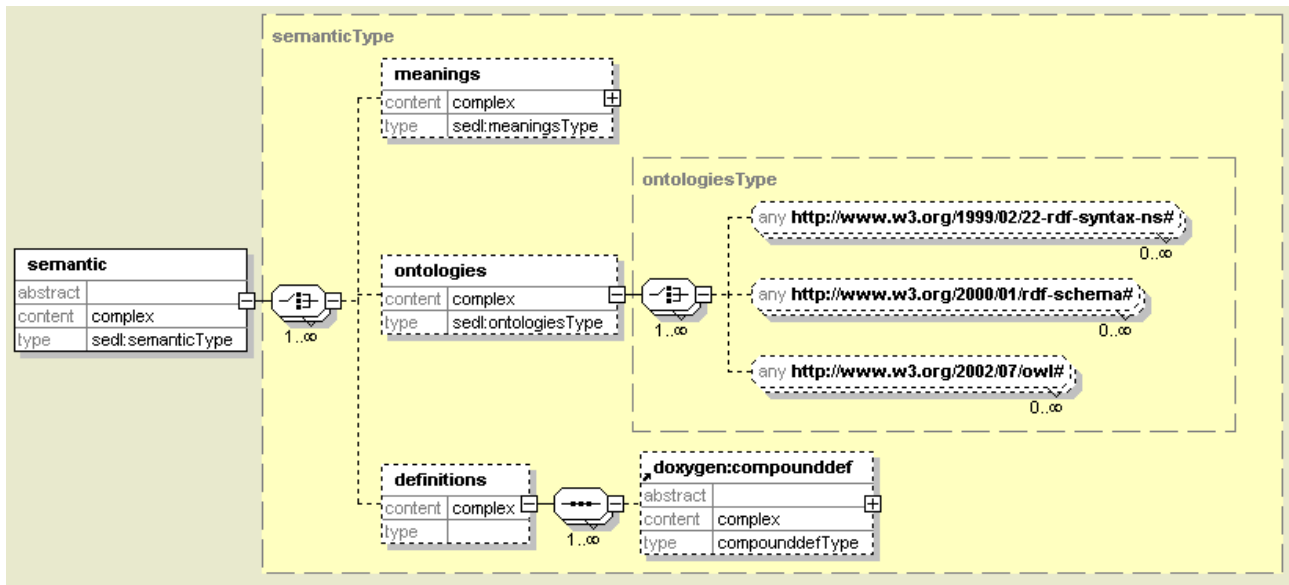 semanticType
meanings
content complex
type sedl:meaningsType
ontologiesType
any http://www.w3.org/1999/02/22-rdf-syntax-ns#
0..∞
semantic
abstract
content complex
type sedl:semanticType
1..∞
ontologies
content complex
type sedl:ontologiesType
1..∞
any http://www.w3.org/2000/01/rdf-schema#
0..∞
any http://www.w3.org/2002/07/owl#
0..∞
definitions
content complex
type
1..∞
doxygen:compounddef
abstract
content complex
type compounddefType